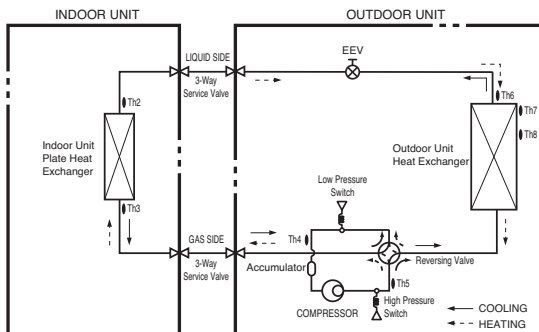 INDOOR UNIT
OUTDOOR UNIT
LIQUID SIDE
3-Way
Service Valve
EEV
Th2
Th6
Th7
Th8
Indoor Unit
Plate Heat
Exchanger
Outdoor Unit
Heat Exchanger
Th3
Low Pressure
Switch
GAS SIDE
3-Way
Service Valve
Th4
Accumulator
Reversing Valve
Th5
COMPRESSOR
High Pressure
Switch
COOLING
HEATING